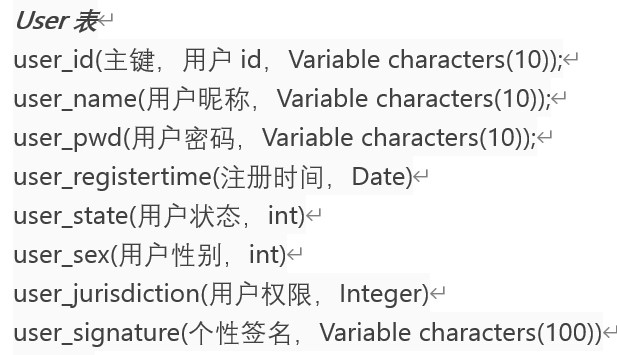 User 表
user_id(主键，用户 id，Variable characters(10));
user_name(用户昵称，Variable characters(10));
user_pwd(用户密码，Variable characters(10));
user_registertime(注册时间，Date)
user_state(用户状态，int)
user_sex(用户性别，int)
user_jurisdiction(用户权限，Integer)
user_signature(个性签名，Variable characters(100))